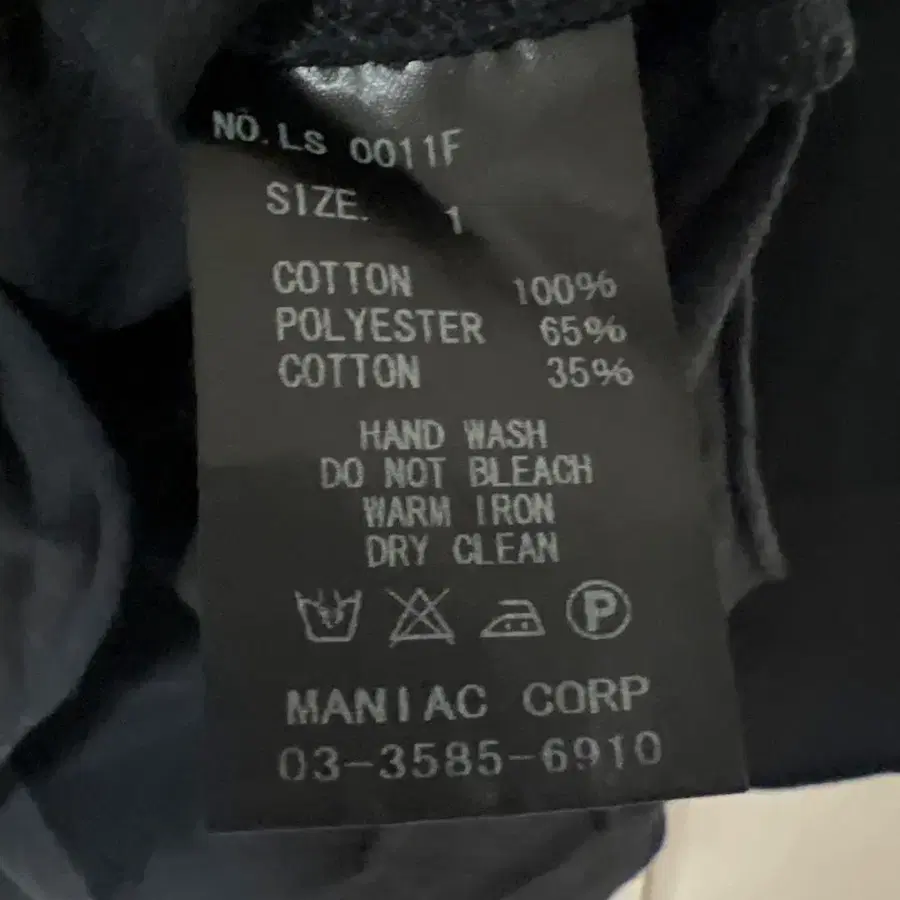 NO. LS 0011F
SIZE. 1
COTTON 100%
POLYESTER 65%
COTTON 35%
HAND WASH
DO NOT BLEACH
WARM IRON
DRY CLEAN
P
MANIAC CORP
03-3585-6910